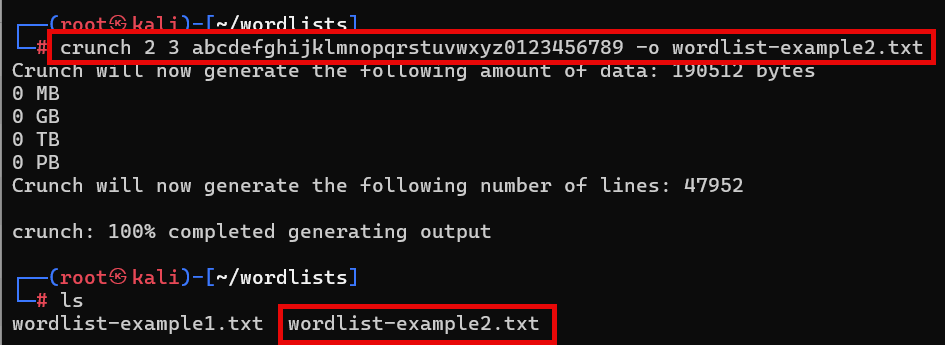 ┌──(root㉿kali)-[~/wordlists]
└─# crunch 2 3 abcdefghijklmnopqrstuvwxyz0123456789 -o wordlist-example2.txt
Crunch will now generate the following amount of data: 190512 bytes
0 MB
0 GB
0 TB
0 PB
Crunch will now generate the following number of lines: 47952
crunch: 100% completed generating output
┌──(root㉿kali)-[~/wordlists]
└─# ls
wordlist-example1.txt wordlist-example2.txt